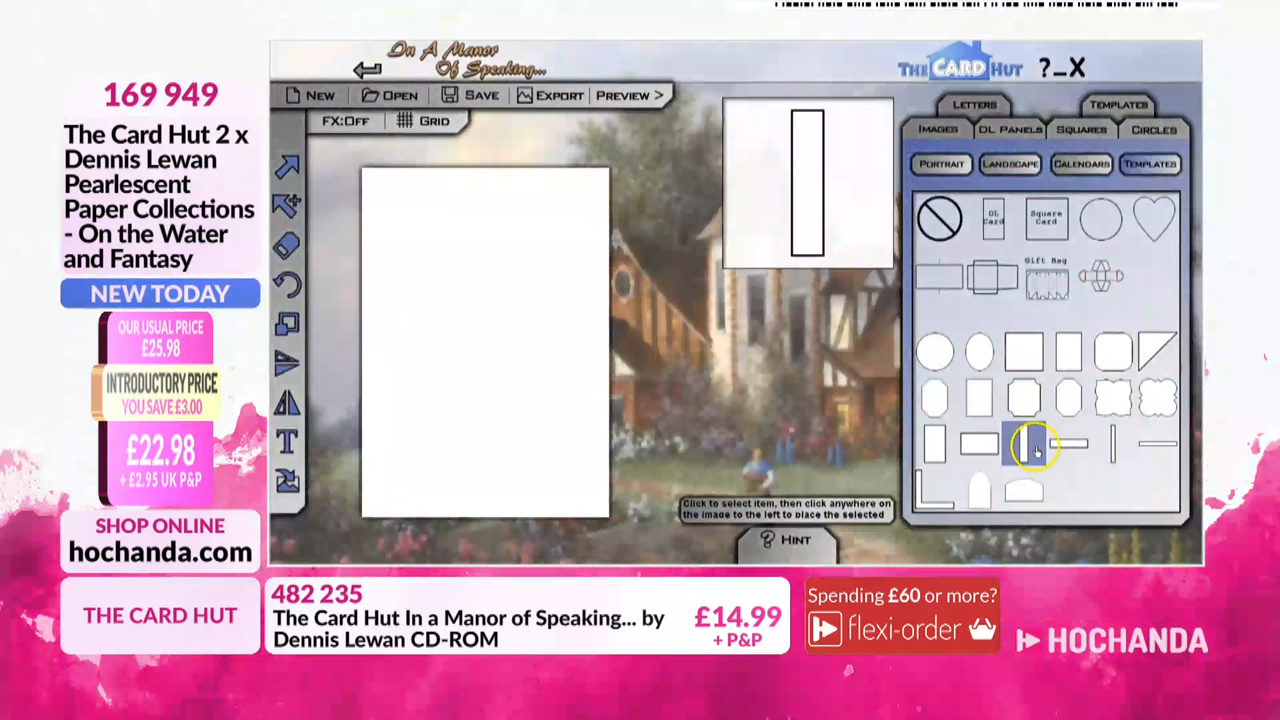 169 949
The Card Hut 2 x
Dennis Lewan
Pearlescent
Paper Collections
- On the Water
and Fantasy
NEW TODAY
OUR USUAL PRICE
£25.98
INTRODUCTORY PRICE
YOU SAVE £3.00
£22.98
+ £2.95 UK P&P
SHOP ONLINE
hochanda.com
THE CARD HUT
In A Manor
Of Speaking...
THE CARD HUT
?_X
NEW
OPEN
SAVE
EXPORT
PREVIEW >
FX:OFF
GRID
LETTERS
TEMPLATES
IMAGES
DL PANELS
SQUARES
CIRCLES
PORTRAIT
LANDSCAPE
CALENDARS
TEMPLATES
DL
Card
Square
Card
Gift Bag
T
Click to select item, then click anywhere on
the image to the left to place the selected
? HINT
482 235
The Card Hut In a Manor of Speaking... by
Dennis Lewan CD-ROM
£14.99
+ P&P
Spending £60 or more?
flexi-order
HOCHANDA